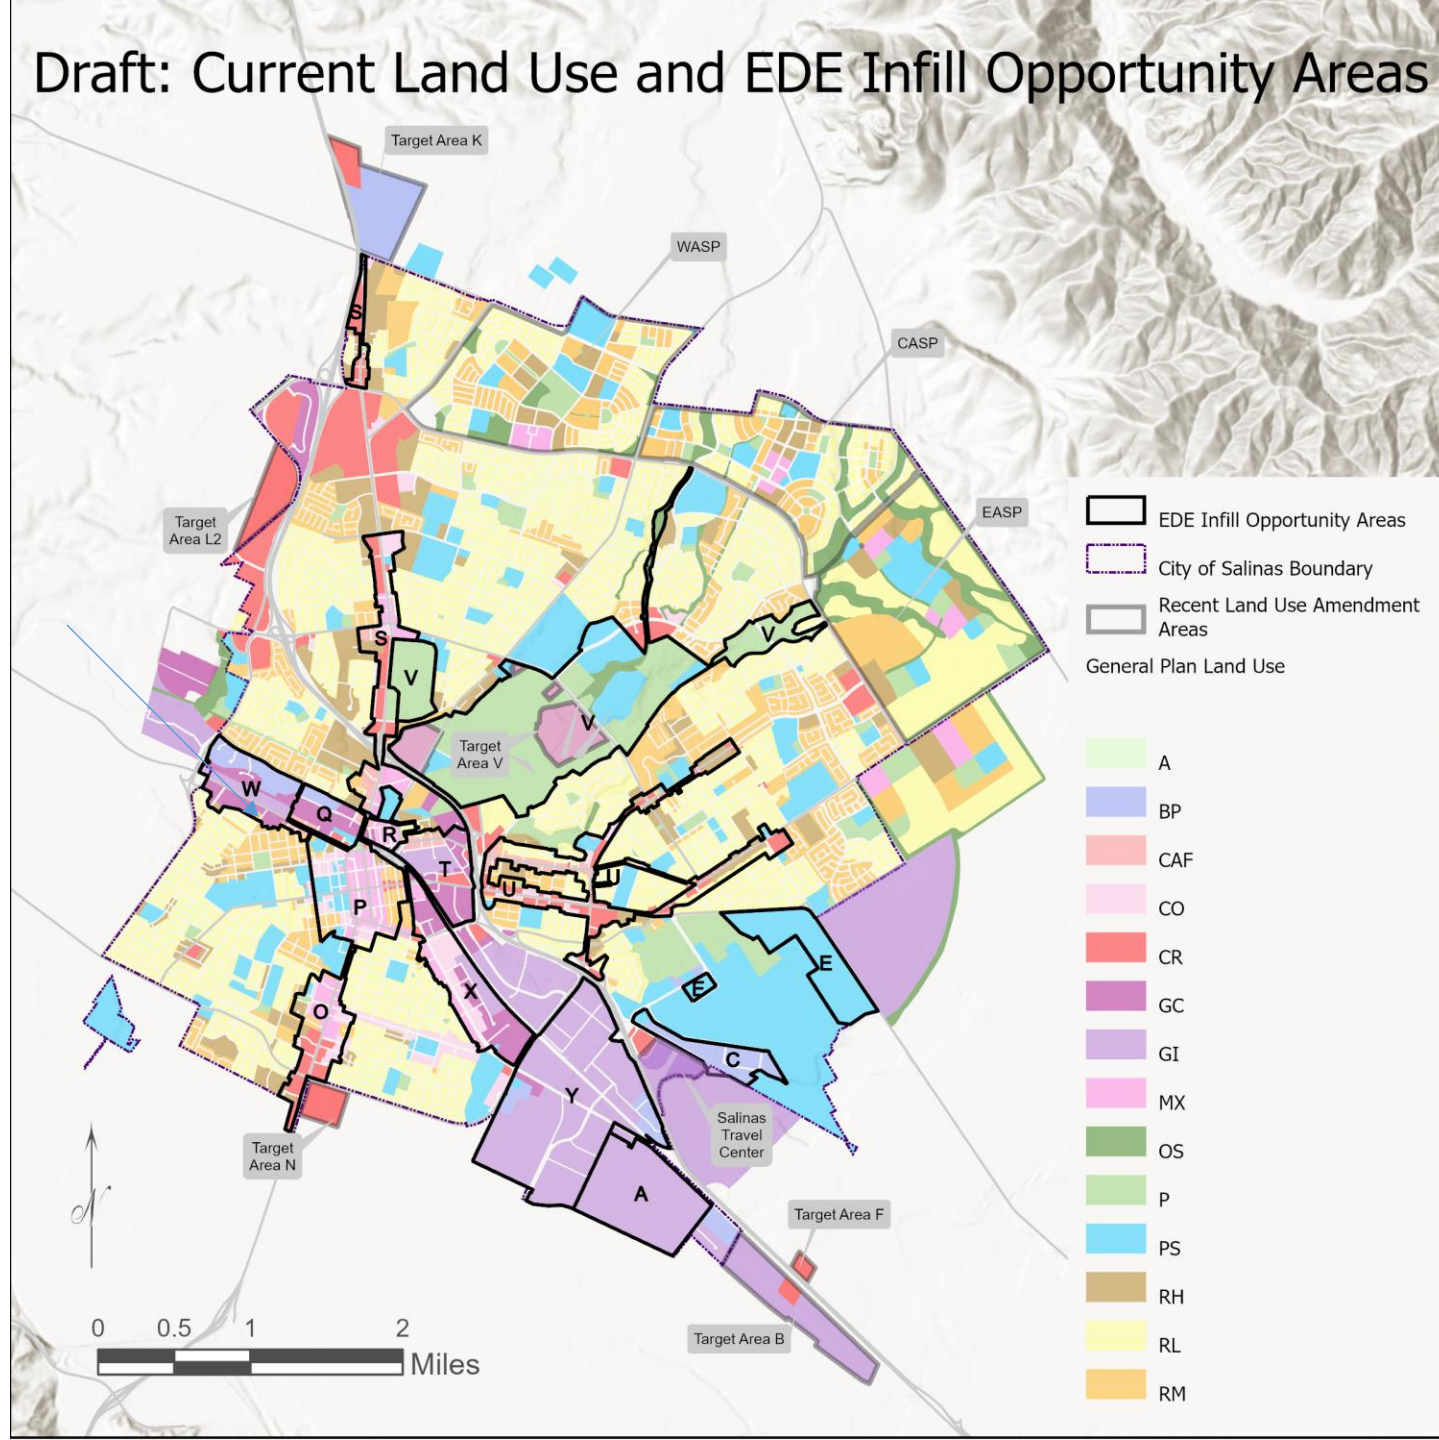 Draft: Current Land Use and EDE Infill Opportunity Areas
Target Area K
WASP
S
CASP
Target
Area L2
EASP
S
V
V
V
Target
Area V
W
Q
R
T
U
U
P
E
E
X
O
C
Y
Salinas
Travel
Center
Target
Area N
A
Target Area F
Target Area B
N
0 0.5 1 2
Miles
EDE Infill Opportunity Areas
City of Salinas Boundary
Recent Land Use Amendment
Areas
General Plan Land Use
A
BP
CAF
CO
CR
GC
GI
MX
OS
P
PS
RH
RL
RM